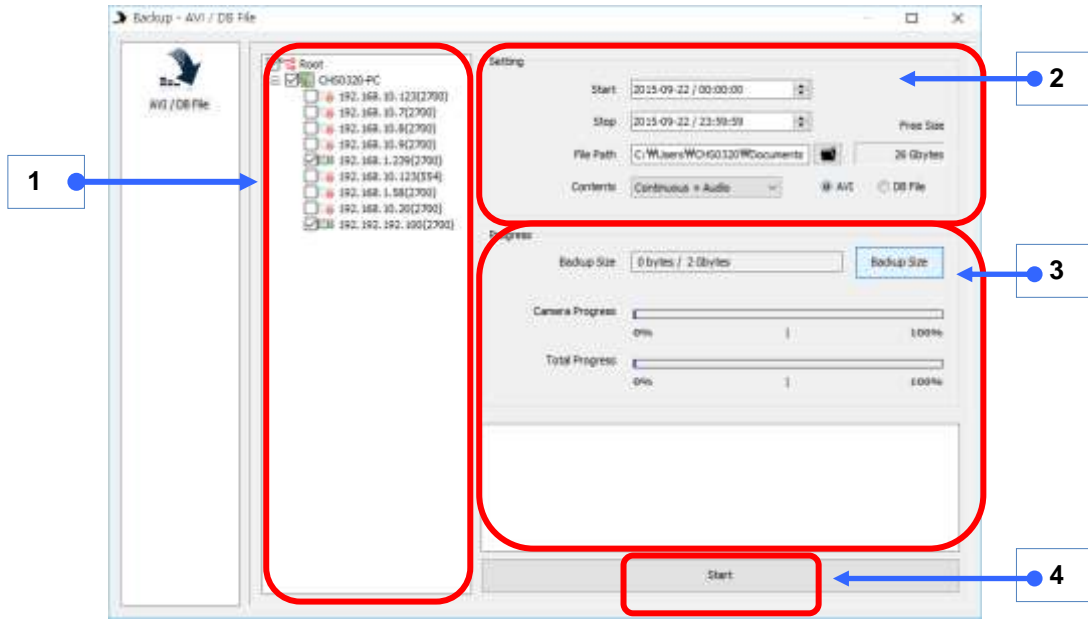 Backup - AVI / DB File
AVI / DB File
Root
CHS0320-PC
192.168.10.123(2700)
192.168.10.7(2700)
192.168.10.8(2700)
192.168.10.9(2700)
192.168.1.239(2700)
192.168.10.123(554)
192.168.1.58(2700)
192.168.10.20(2700)
192.192.192.100(2700)
Setting
Start 2015-09-22 / 00:00:00
Stop 2015-09-22 / 23:59:59
Free Size
File Path C:₩Users₩CHS0320₩Documents 26 Gbytes
Contents Continuous + Audio AVI DB File
Progress
Backup Size 0 bytes / 2 Gbytes Backup Size
Camera Progress
0% | 100%
Total Progress
0% | 100%
Start
1
2
3
4